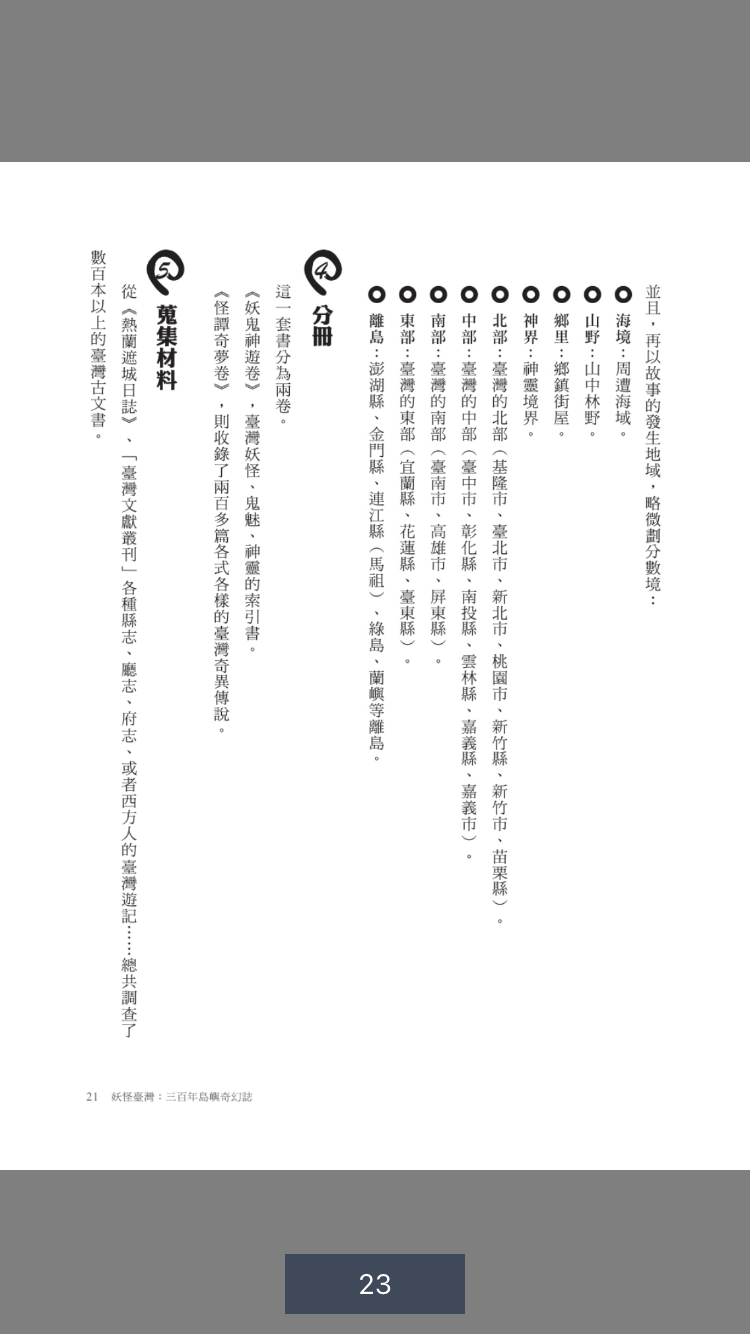 並且，再以故事的發生地域，略微劃分數境：
海境：周遭海域。
山野：山中林野。
鄉里：鄉鎮街屋。
神界：神靈境界。
北部：臺灣的北部（基隆市、臺北市、新北市、桃園市、新竹縣、新竹市、苗栗縣）。
中部：臺灣的中部（臺中市、彰化縣、南投縣、雲林縣、嘉義縣、嘉義市）。
南部：臺灣的南部（臺南市、高雄市、屏東縣）。
東部：臺灣的東部（宜蘭縣、花蓮縣、臺東縣）。
離島：澎湖縣、金門縣、連江縣（馬祖）、綠島、蘭嶼等離島。
4 分冊
這一套書分為兩卷。
《妖鬼神遊卷》，臺灣妖怪、鬼魅、神靈的索引書。
《怪譚奇夢卷》，則收錄了兩百多篇各式各樣的臺灣奇異傳說。
5 蒐集材料
從《熱蘭遮城日誌》、「臺灣文獻叢刊」各種縣志、廳志、府志、或者西方人的臺灣遊記……總共調查了
數百本以上的臺灣古文書。
21 妖怪臺灣：三百年島嶼奇幻誌
23